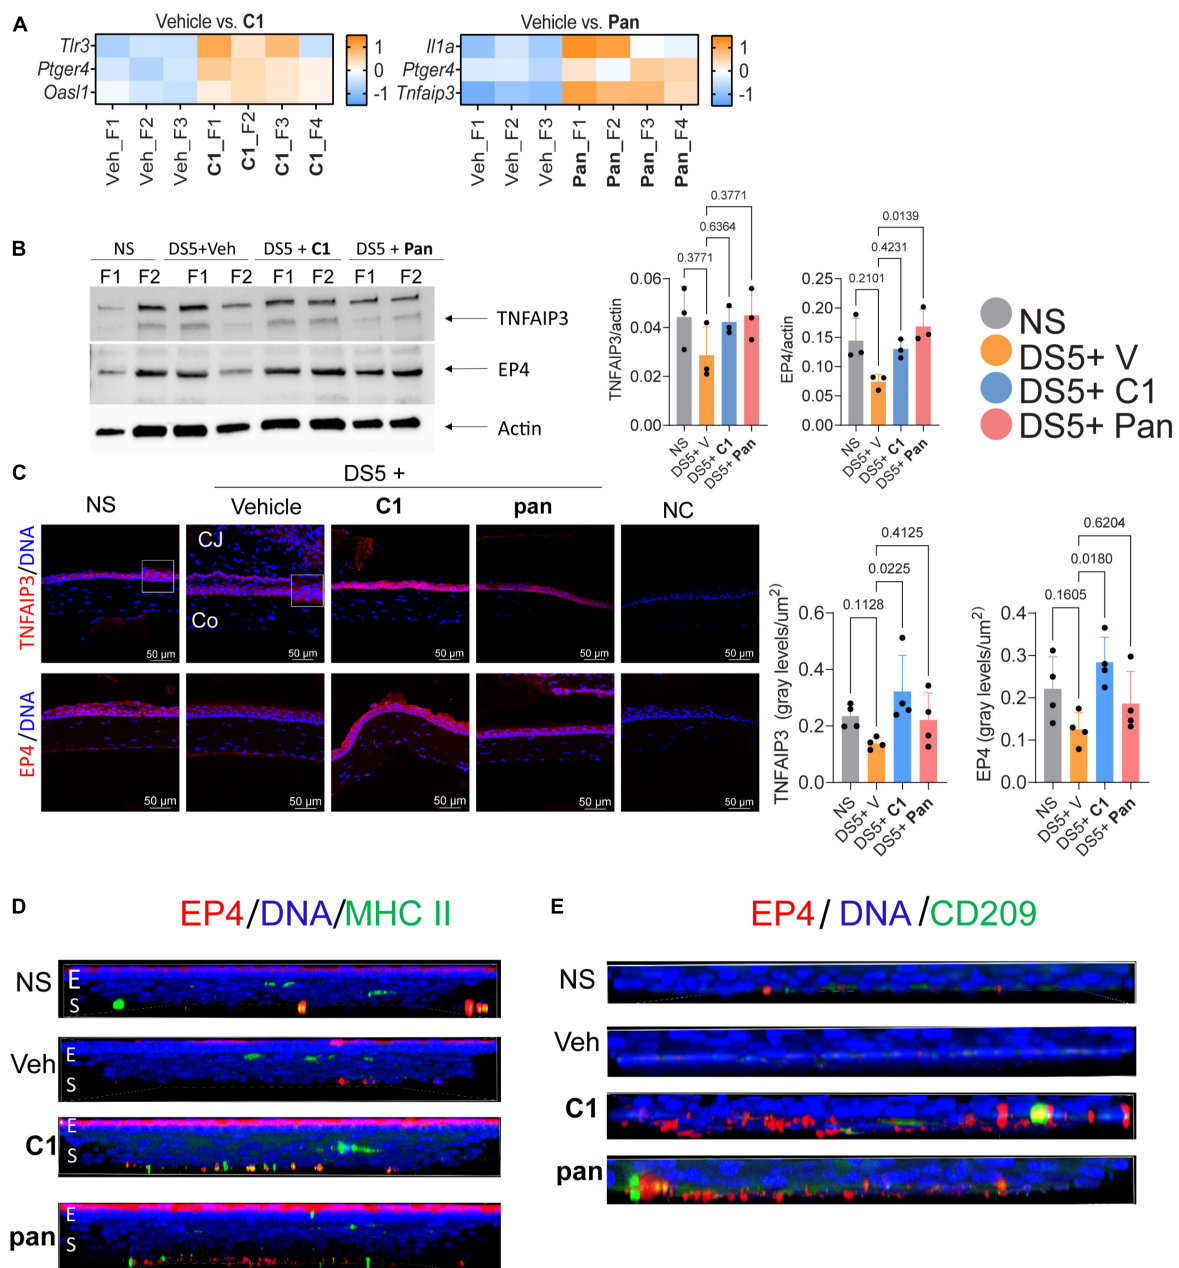 A
Vehicle vs. C1
Tlr3
Ptger4
Oasl1
1
0
-1
Veh_F1
Veh_F2
Veh_F3
C1_F1
C1_F2
C1_F3
C1_F4
Vehicle vs. Pan
Il1a
Ptger4
Tnfaip3
1
0
-1
Veh_F1
Veh_F2
Veh_F3
Pan_F1
Pan_F2
Pan_F3
Pan_F4
B
NS DS5+Veh DS5 + C1 DS5 + Pan
F1 F2 F1 F2 F1 F2 F1 F2
TNFAIP3
EP4
Actin
0.3771
0.6364
0.3771
0.06
0.04
0.02
0.00
TNFAIP3/actin
NS
DS5+ V
DS5+ C1
DS5+ Pan
0.0139
0.4231
0.2101
0.25
0.20
0.15
0.10
0.05
0.00
EP4/actin
NS
DS5+ V
DS5+ C1
DS5+ Pan
NS
DS5+ V
DS5+ C1
DS5+ Pan
C
DS5 +
NS Vehicle C1 pan NC
TNFAIP3/DNA
CJ
Co
50 µm 50 µm 50 µm 50 µm 50 µm
EP4/DNA
50 µm 50 µm 50 µm 50 µm 50 µm
0.4125
0.0225
0.1128
0.6
0.4
0.2
0.0
TNFAIP3 (gray levels/um2)
NS
DS5+ V
DS5+ C1
DS5+ Pan
0.6204
0.0180
0.1605
0.4
0.3
0.2
0.1
0.0
EP4 (gray levels/um2)
NS
DS5+ V
DS5+ C1
DS5+ Pan
D
EP4/DNA/MHC II
NS
E
S
Veh
E
S
C1
E
S
pan
E
S
E
EP4/ DNA /CD209
NS
Veh
C1
pan